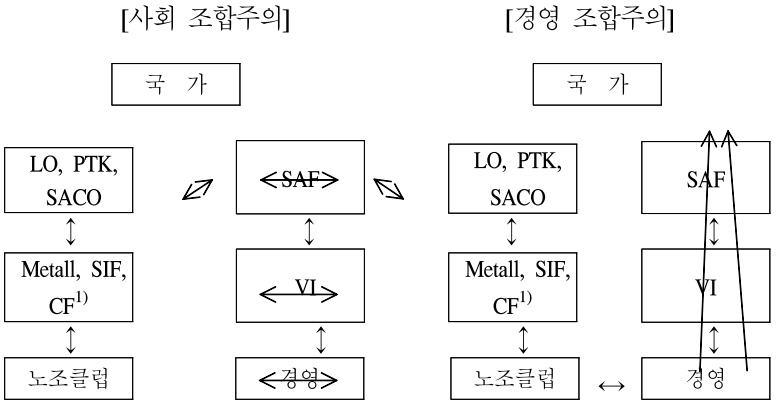 [사회 조합주의]
국 가
LO, PTK,
SACO
SAF
Metall, SIF,
CF1)
VI
노조클럽
경영
[경영 조합주의]
국 가
LO, PTK,
SACO
SAF
Metall, SIF,
CF1)
VI
노조클럽
경영